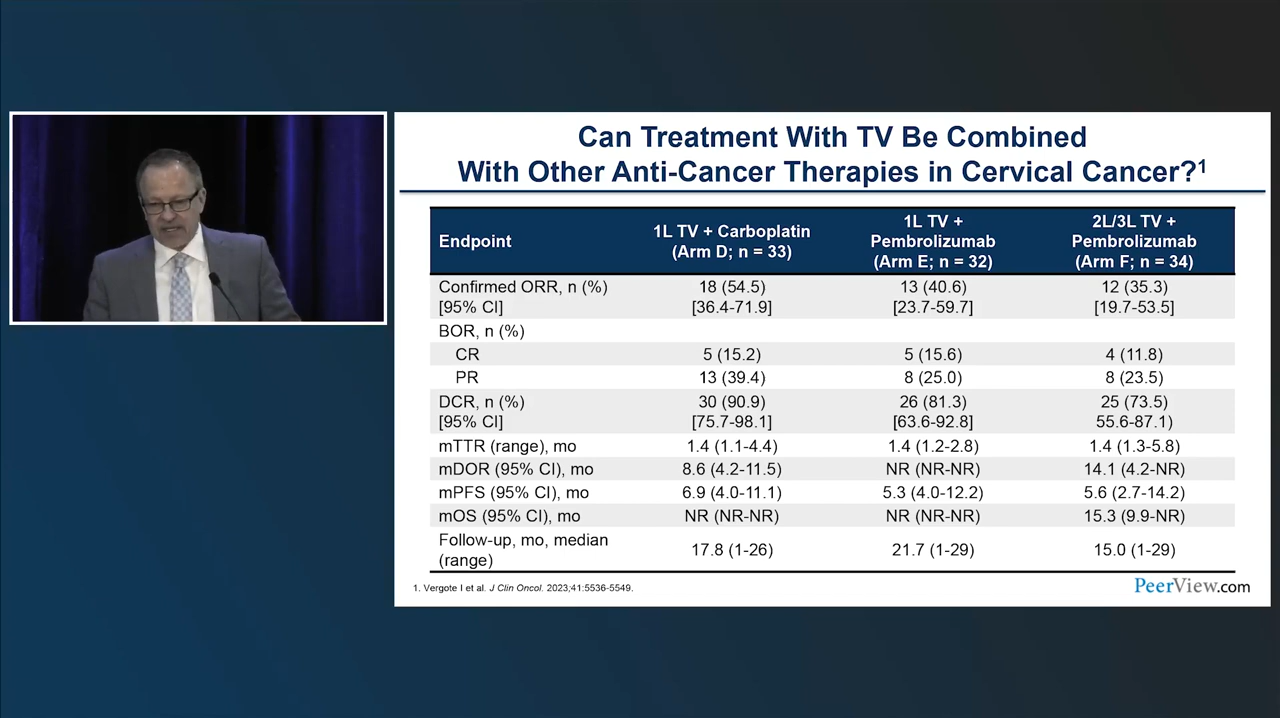 Can Treatment With TV Be Combined
With Other Anti-Cancer Therapies in Cervical Cancer?1
Endpoint
1L TV + Carboplatin
(Arm D; n = 33)
1L TV +
Pembrolizumab
(Arm E; n = 32)
2L/3L TV +
Pembrolizumab
(Arm F; n = 34)
Confirmed ORR, n (%) 18 (54.5) 13 (40.6) 12 (35.3)
[95% CI] [36.4-71.9] [23.7-59.7] [19.7-53.5]
BOR, n (%)
CR 5 (15.2) 5 (15.6) 4 (11.8)
PR 13 (39.4) 8 (25.0) 8 (23.5)
DCR, n (%) 30 (90.9) 26 (81.3) 25 (73.5)
[95% CI] [75.7-98.1] [63.6-92.8] 55.6-87.1)
mTTR (range), mo 1.4 (1.1-4.4) 1.4 (1.2-2.8) 1.4 (1.3-5.8)
mDOR (95% CI), mo 8.6 (4.2-11.5) NR (NR-NR) 14.1 (4.2-NR)
mPFS (95% CI), mo 6.9 (4.0-11.1) 5.3 (4.0-12.2) 5.6 (2.7-14.2)
mOS (95% CI), mo NR (NR-NR) NR (NR-NR) 15.3 (9.9-NR)
Follow-up, mo, median
(range) 17.8 (1-26) 21.7 (1-29) 15.0 (1-29)
1. Vergote I et al. J Clin Oncol. 2023;41:5536-5549.
PeerView.com